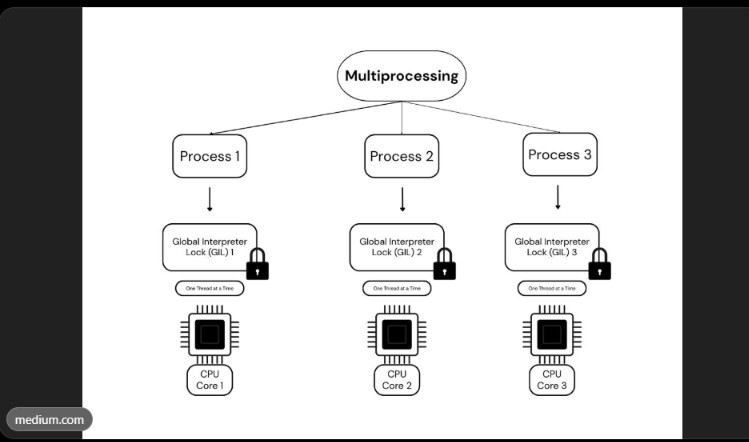 Multiprocessing
Process 1
Process 2
Process 3
Global Interpreter
Lock (GIL) 1
Global Interpreter
Lock (GIL) 2
Global Interpreter
Lock (GIL) 3
One Thread at a Time
One Thread at a Time
One Thread at a Time
CPU
Core 1
CPU
Core 2
CPU
Core 3
medium.com